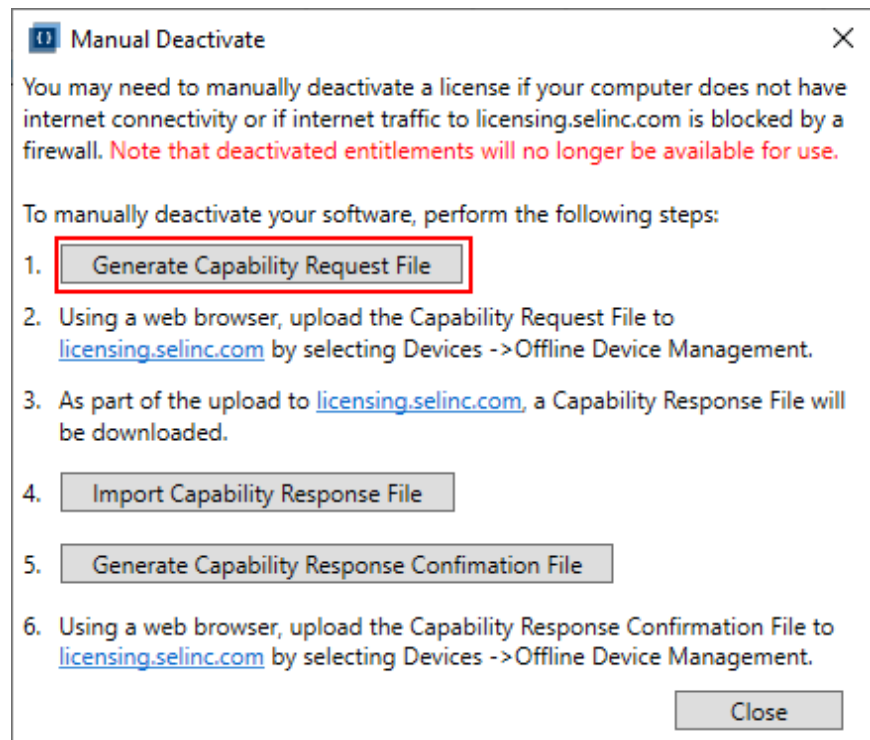 Manual Deactivate
You may need to manually deactivate a license if your computer does not have
internet connectivity or if internet traffic to licensing.selinc.com is blocked by a
firewall. Note that deactivated entitlements will no longer be available for use.
To manually deactivate your software, perform the following steps:
1. Generate Capability Request File
2. Using a web browser, upload the Capability Request File to
licensing.selinc.com by selecting Devices ->Offline Device Management.
3. As part of the upload to licensing.selinc.com, a Capability Response File will
be downloaded.
4. Import Capability Response File
5. Generate Capability Response Confimation File
6. Using a web browser, upload the Capability Response Confirmation File to
licensing.selinc.com by selecting Devices ->Offline Device Management.
Close